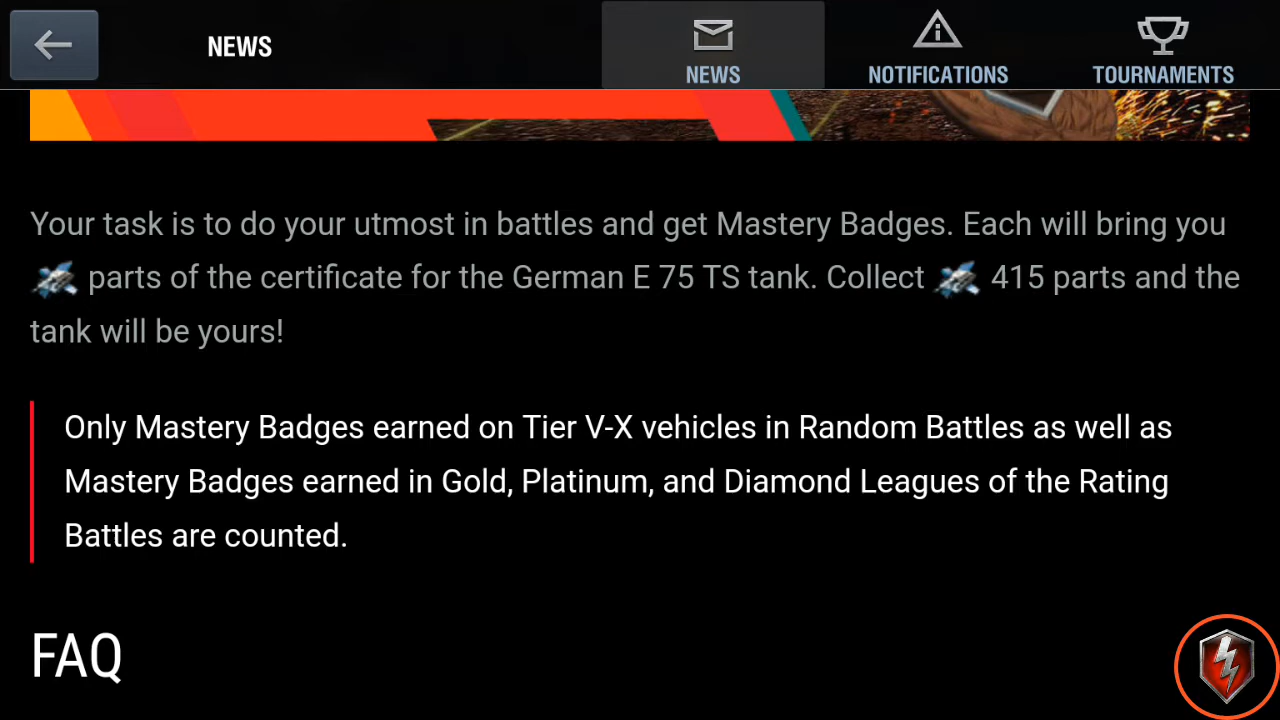 NEWS
NEWS
NOTIFICATIONS
TOURNAMENTS
Your task is to do your utmost in battles and get Mastery Badges. Each will bring you
parts of the certificate for the German E 75 TS tank. Collect 415 parts and the
tank will be yours!
Only Mastery Badges earned on Tier V-X vehicles in Random Battles as well as
Mastery Badges earned in Gold, Platinum, and Diamond Leagues of the Rating
Battles are counted.
FAQ